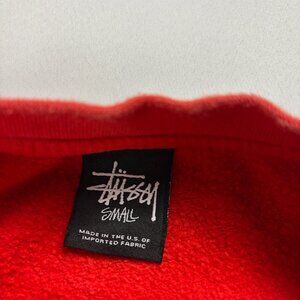 Stüssy
SMALL
MADE IN THE U.S. OF
IMPORTED FABRIC